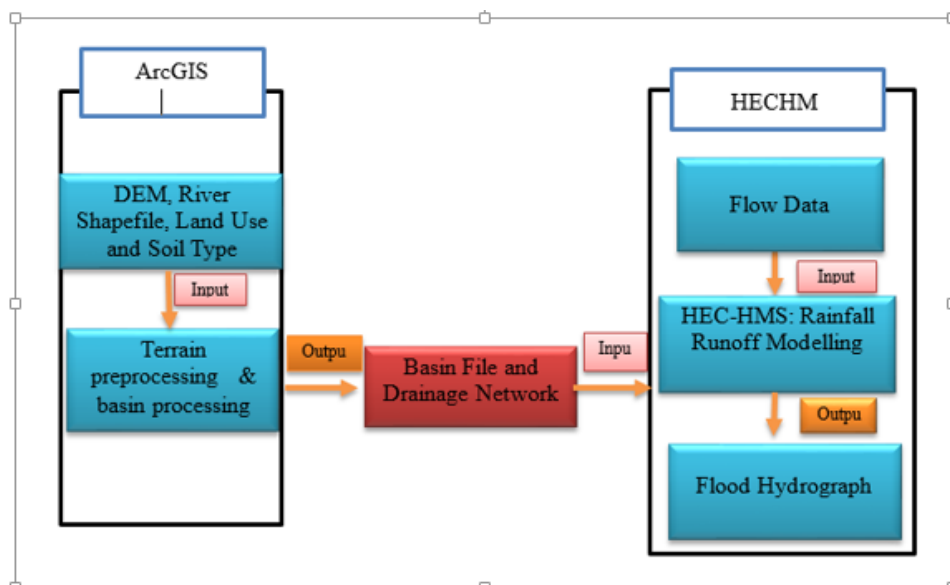 ArcGIS
DEM, River
Shapefile, Land Use
and Soil Type
Input
Terrain
preprocessing &
basin processing
Outpu
Basin File and
Drainage Network
Inpu
HECHM
Flow Data
Input
HEC-HMS: Rainfall
Runoff Modelling
Outpu
Flood Hydrograph